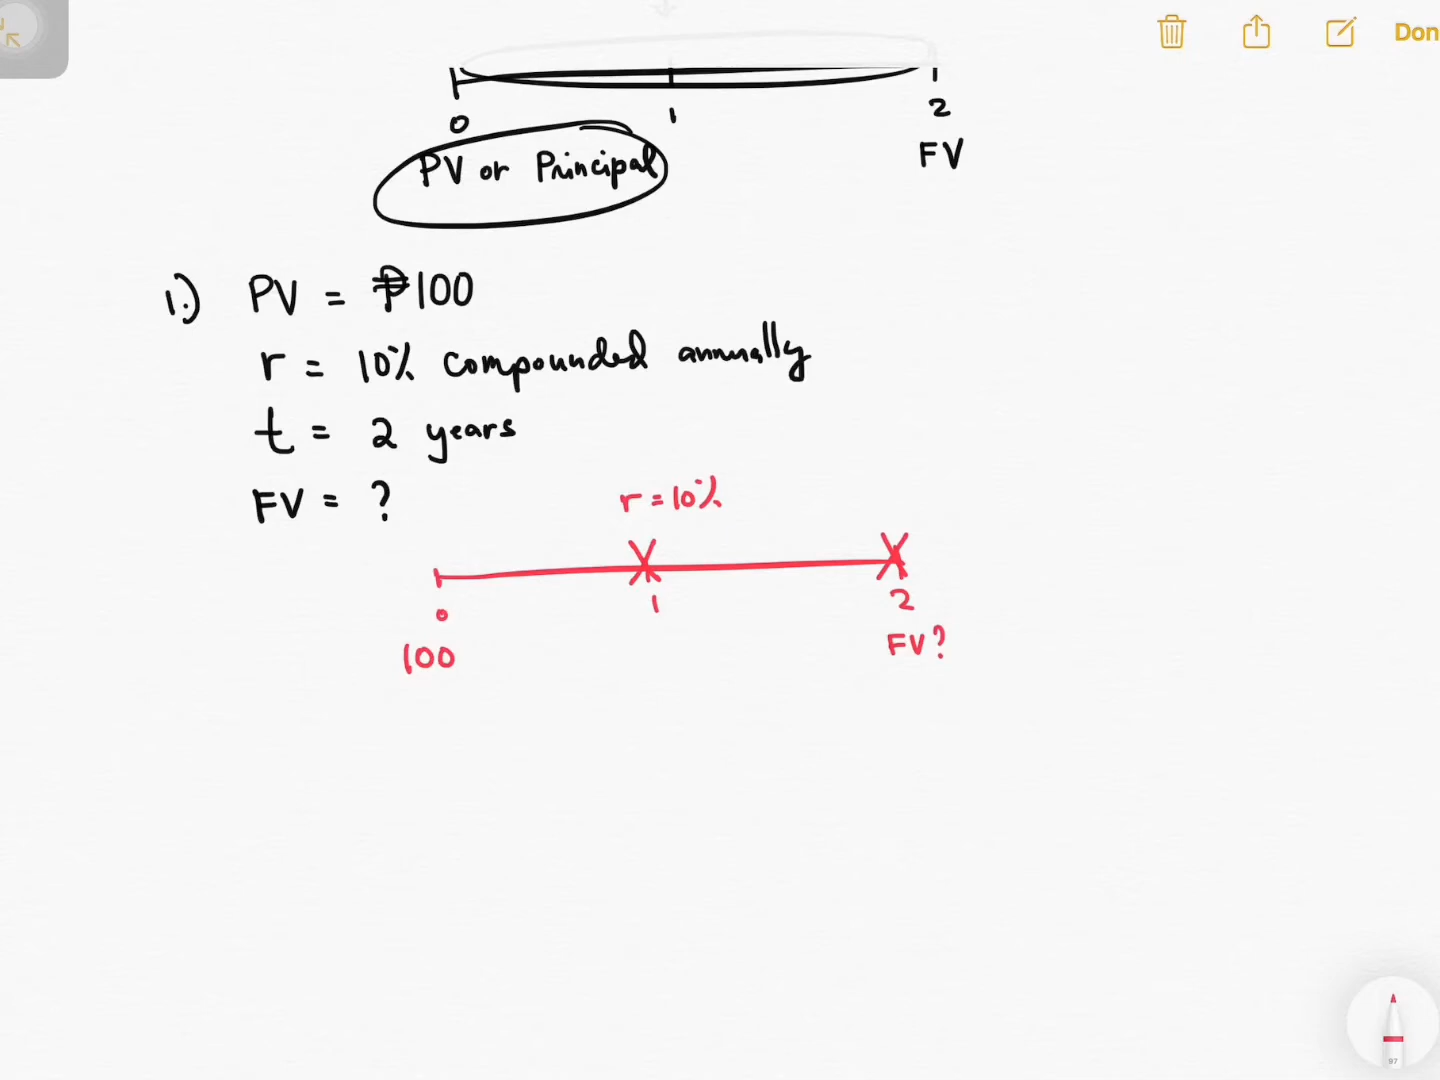 Don
0 1 2
PV or Principal FV
1.) PV = ₱100
r = 10% compounded annually
t = 2 years
FV = ?
r = 10%
0 1 2
100 FV?
97